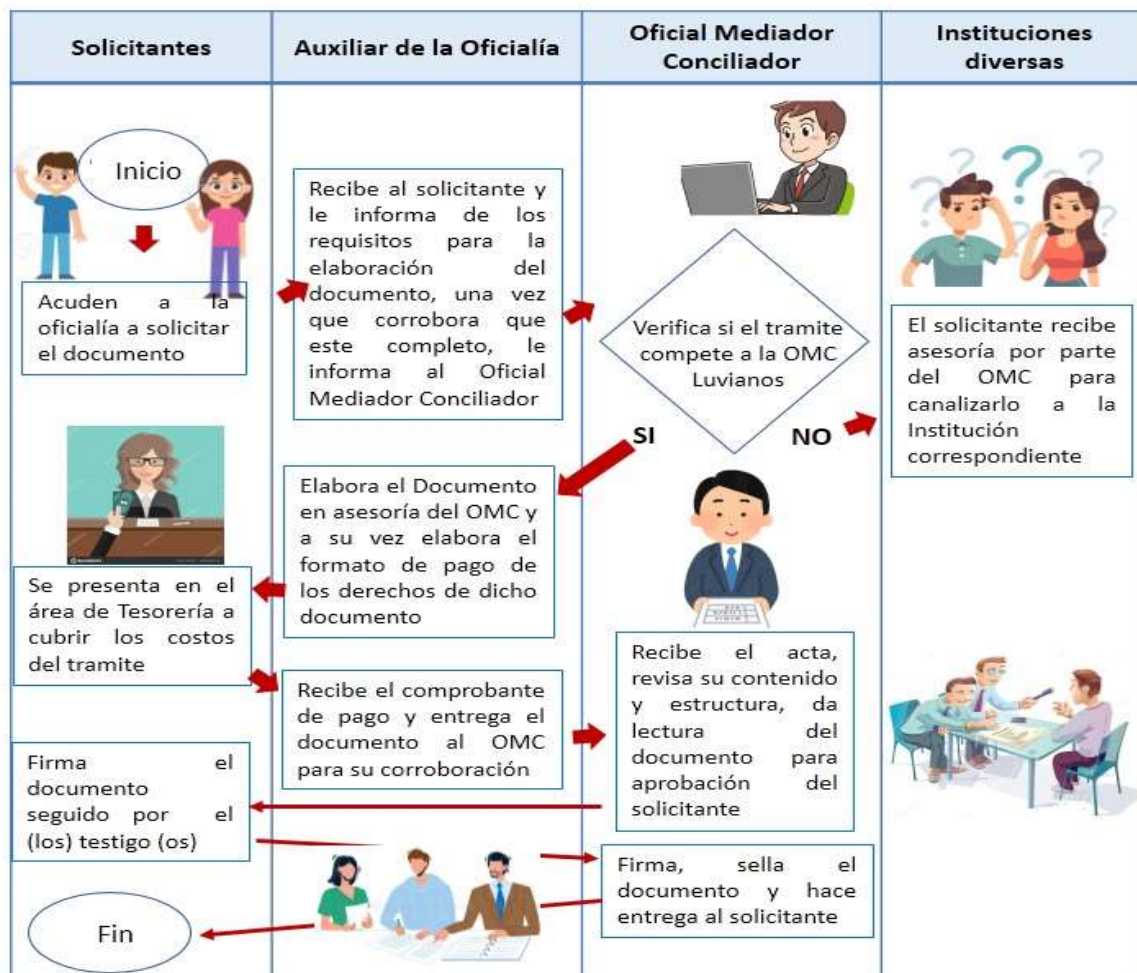 Solicitantes
Auxiliar de la Oficialía
Oficial Mediador
Conciliador
Instituciones
diversas
Inicio
Acuden a la
oficialía a solicitar
el documento
Recibe al solicitante y
le informa de los
requisitos para la
elaboración del
documento, una vez
que corrobora que
este completo, le
informa al Oficial
Mediador Conciliador
Verifica si el tramite
compete a la OMC
Luvianos
SI
NO
El solicitante recibe
asesoría por parte
del OMC para
canalizarlo a la
Institución
correspondiente
Elabora el Documento
en asesoría del OMC y
a su vez elabora el
formato de pago de
los derechos de dicho
documento
Se presenta en el
área de Tesorería a
cubrir los costos
del tramite
Recibe el comprobante
de pago y entrega el
documento al OMC
para su corroboración
Recibe el acta,
revisa su contenido
y estructura, da
lectura del
documento para
aprobación del
solicitante
Firma el
documento
seguido por el
(los) testigo (os)
Firma, sella el
documento y hace
entrega al solicitante
Fin